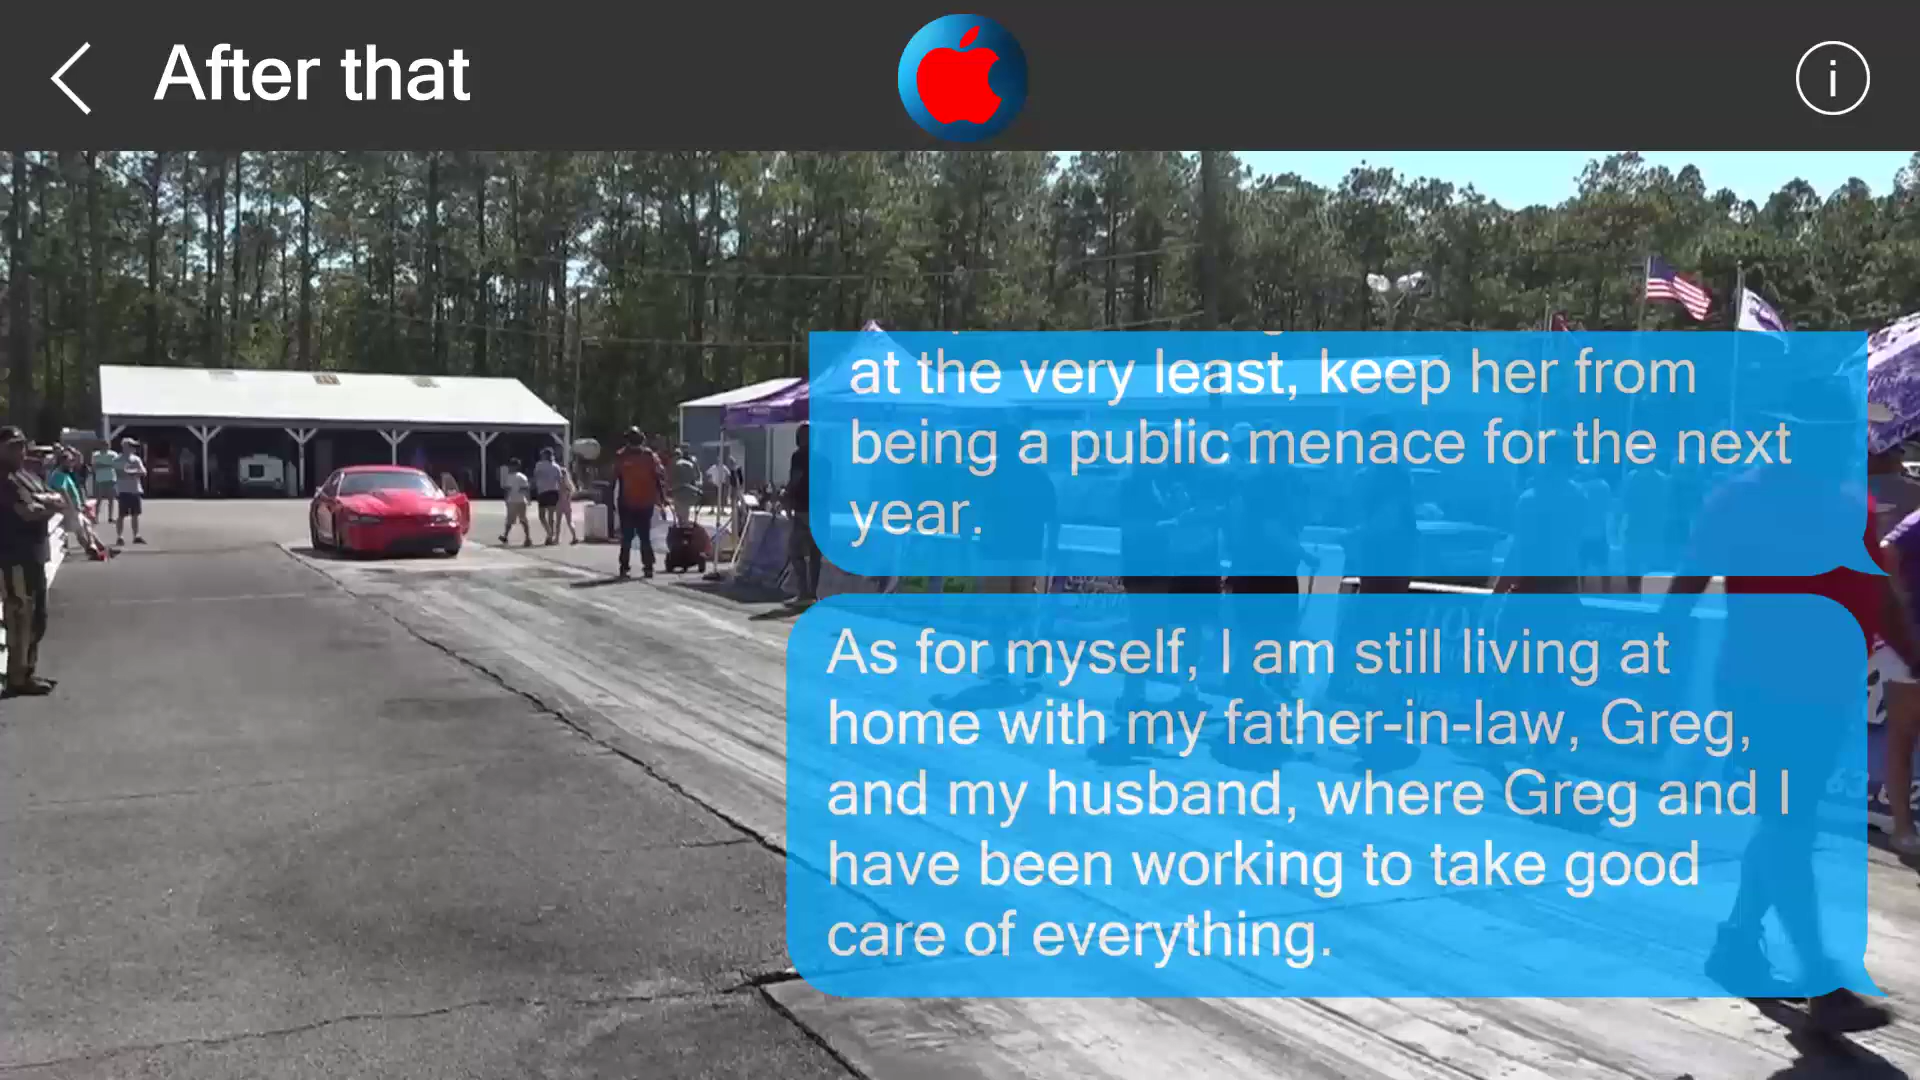 After that
at the very least, keep her from
being a public menace for the next
year.
As for myself, I am still living at
home with my father-in-law, Greg,
and my husband, where Greg and I
have been working to take good
care of everything.